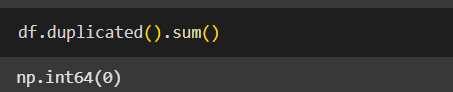 df.duplicated().sum()
np.int64(0)